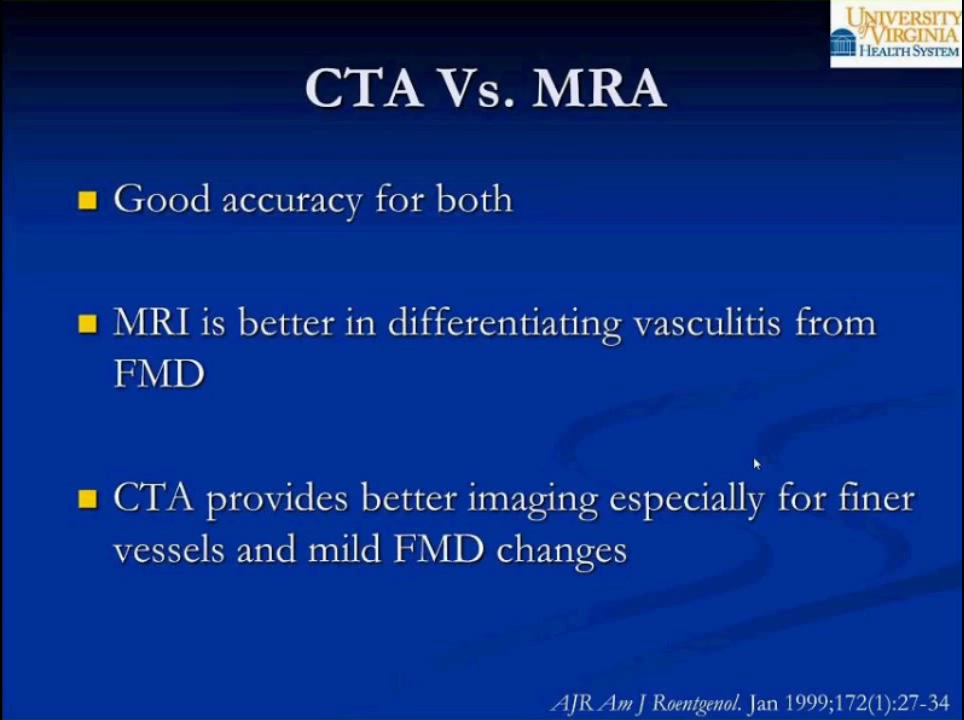 UNIVERSITY
of VIRGINIA
HEALTH SYSTEM
CTA Vs. MRA
Good accuracy for both
MRI is better in differentiating vasculitis from
FMD
CTA provides better imaging especially for finer
vessels and mild FMD changes
AJR Am J Roentgenol. Jan 1999;172(1):27-34